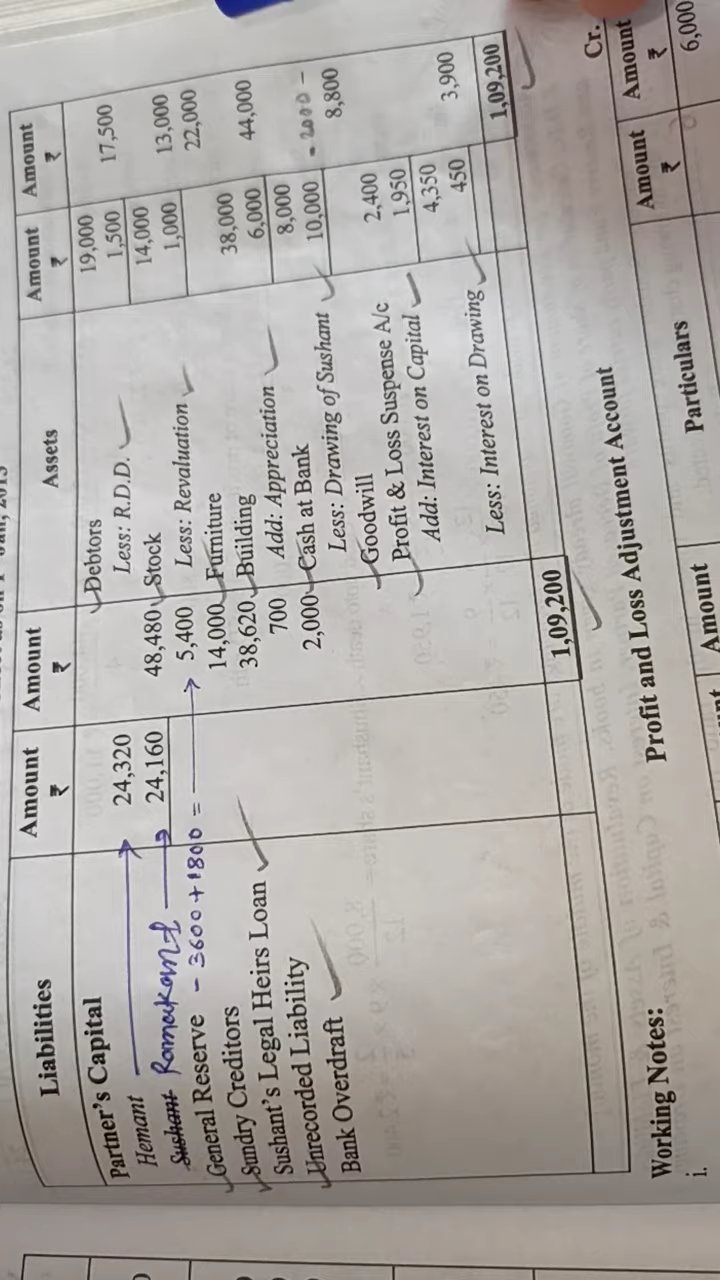 Liabilities Amount ₹ Amount ₹ Assets Amount ₹ Amount ₹
Partner's Capital Debtors 19,000
Hemant 24,320 Less: R.D.D. 1,500 17,500
Sushant Ramakant 24,160 48,480 Stock 14,000
General Reserve - 3600 + 1800 = 5,400 Less: Revaluation 1,000 13,000
Sundry Creditors 14,000 Furniture 22,000
Sushant's Legal Heirs Loan 38,620 Building 38,000
Unrecorded Liability 700 Add: Appreciation 6,000 44,000
Bank Overdraft 2,000 Cash at Bank 8,000
Less: Drawing of Sushant 10,000 - 2000 -
8,800
Goodwill 2,400
Profit & Loss Suspense A/c 1,950
Add: Interest on Capital 4,350
Less: Interest on Drawing 450 3,900
1,09,200 1,09,200
Profit and Loss Adjustment Account Cr.
Amount Particulars Amount ₹ Amount ₹
6,000
Working Notes:
i.